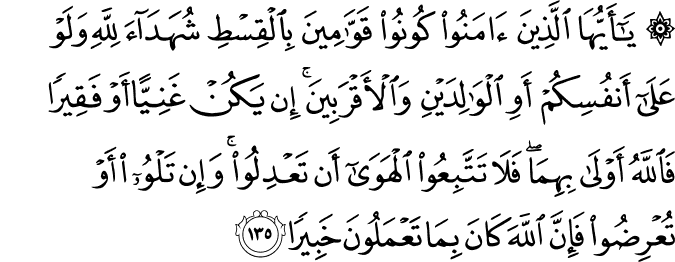 ۞ يَـٰٓأَيُّهَا ٱلَّذِينَ ءَامَنُوا۟ كُونُوا۟ قَوَّٰمِينَ بِٱلْقِسْطِ شُهَدَآءَ لِلَّهِ وَلَوْ
عَلَىٰٓ أَنفُسِكُمْ أَوِ ٱلْوَٰلِدَيْنِ وَٱلْأَقْرَبِينَ ۚ إِن يَكُنْ غَنِيًّا أَوْ فَقِيرًا
فَٱللَّهُ أَوْلَىٰ بِهِمَا ۖ فَلَا تَتَّبِعُوا۟ ٱلْهَوَىٰٓ أَن تَعْدِلُوا۟ ۚ وَإِن تَلْوُۥٓا۟ أَوْ
تُعْرِضُوا۟ فَإِنَّ ٱللَّهَ كَانَ بِمَا تَعْمَلُونَ خَبِيرًا ١٣٥